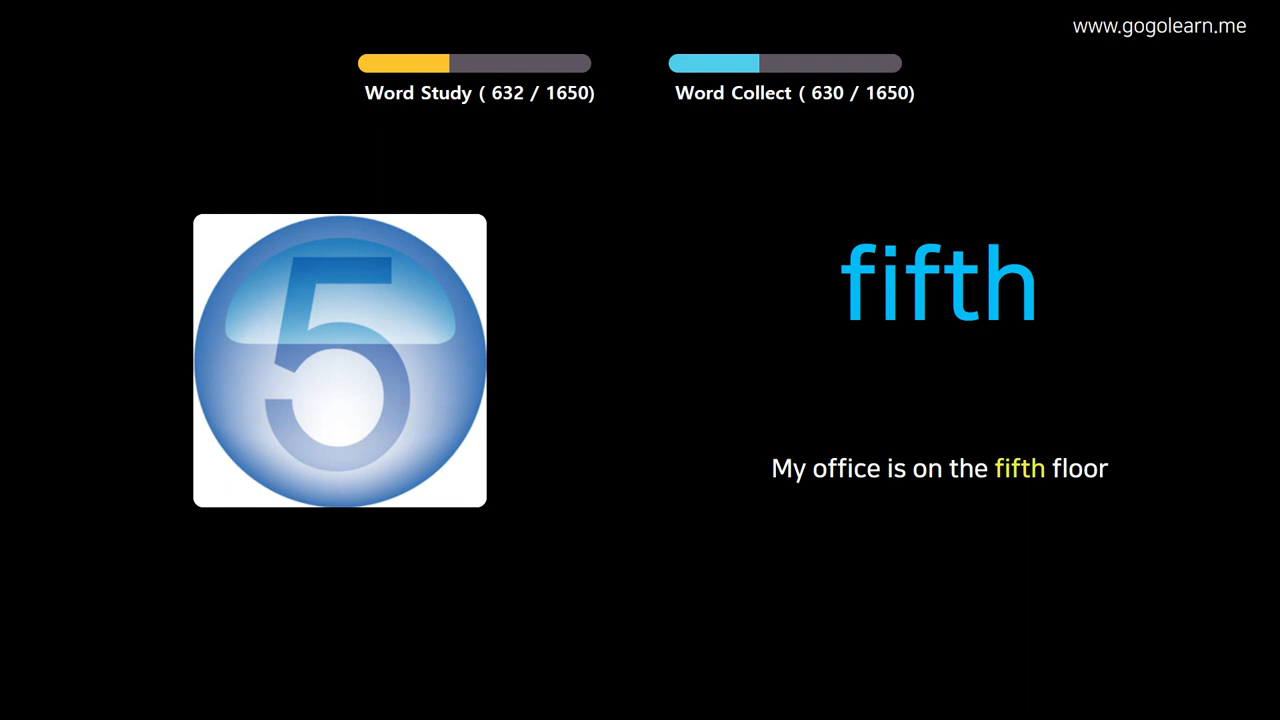 www.gogolearn.me
Word Study ( 632 / 1650)
Word Collect ( 630 / 1650)
5
fifth
My office is on the fifth floor